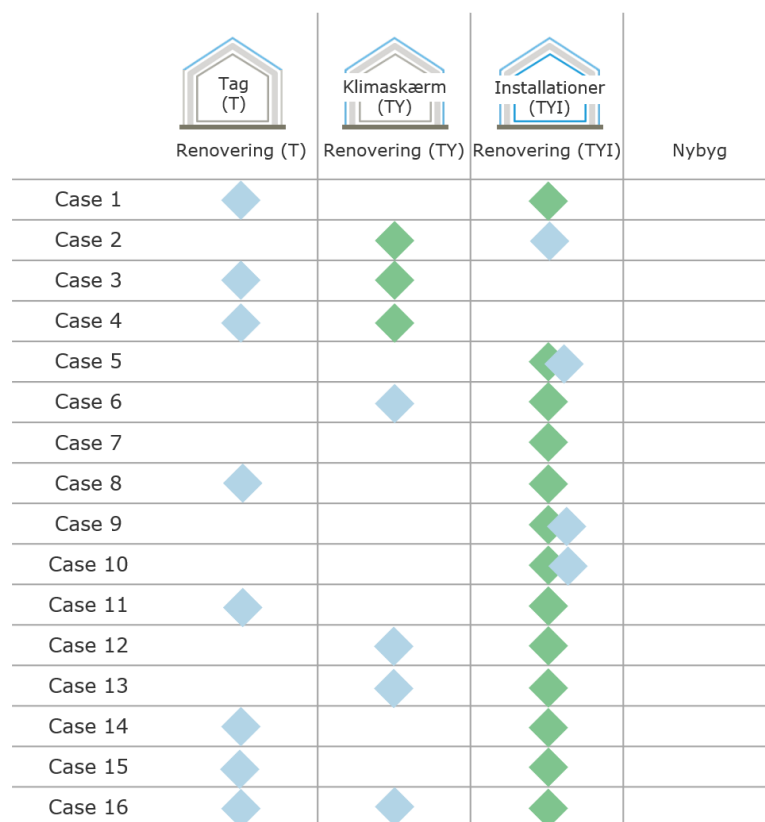 Tag
(T)
Klimaskærm
(TY)
Installationer
(TYI)
Renovering (T)
Renovering (TY)
Renovering (TYI)
Nybyg
Case 1
Case 2
Case 3
Case 4
Case 5
Case 6
Case 7
Case 8
Case 9
Case 10
Case 11
Case 12
Case 13
Case 14
Case 15
Case 16